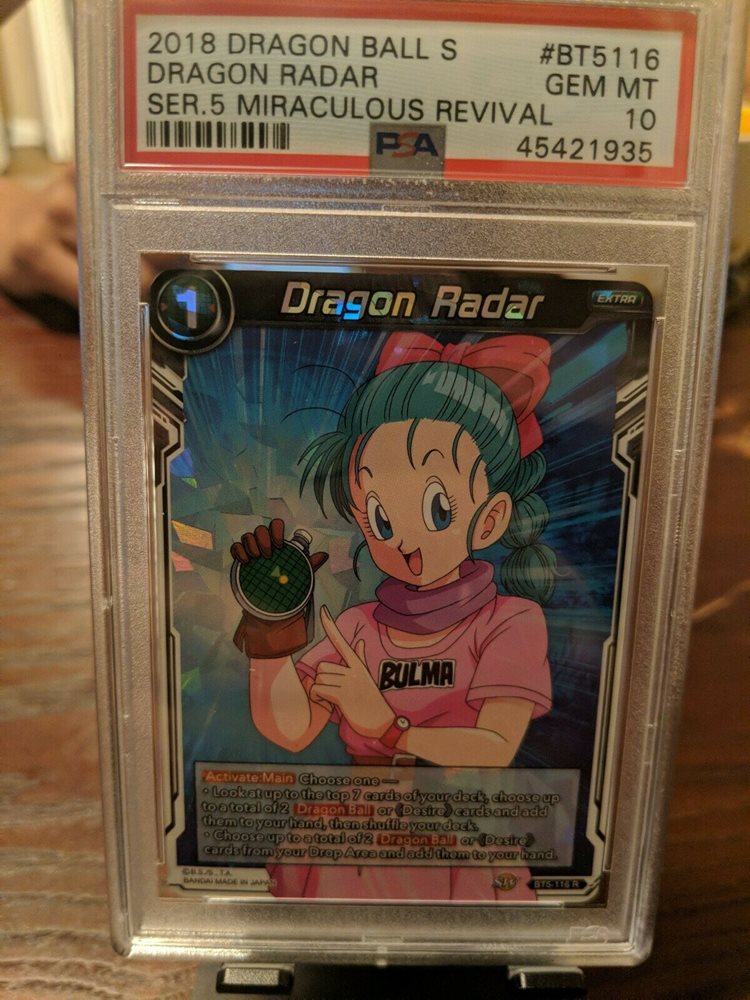 2018 DRAGON BALL S #BT5116
DRAGON RADAR GEM MT
SER.5 MIRACULOUS REVIVAL 10
PSA 45421935
1 Dragon Radar EXTRA
BULMA
Activate:Main Choose one —
・Look at up to the top 7 cards of your deck, choose up
to a total of 2 Dragon Ball or 《Desire》 cards and add
them to your hand, then shuffle your deck.
・Choose up to a total of 2 Dragon Ball or 《Desire》
cards from your Drop Area and add them to your hand.
©B.S./S., T.A.
BANDAI MADE IN JAPAN BT5-116 R